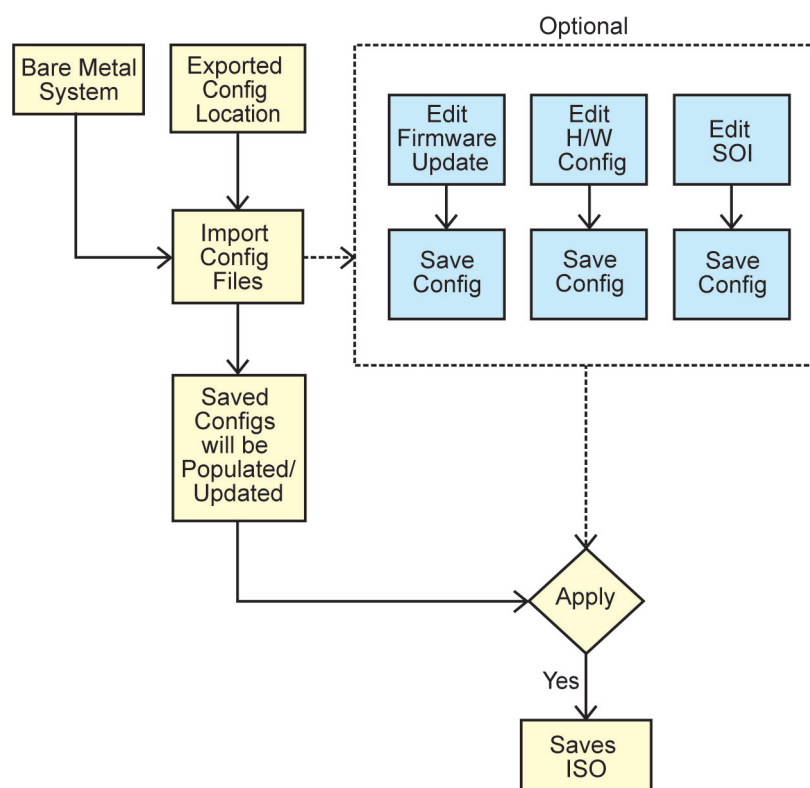 Optional
Bare Metal
System
Exported
Config
Location
Edit
Firmware
Update
Edit
H/W
Config
Edit
SOI
Import
Config
Files
Save
Config
Save
Config
Save
Config
Saved
Configs
will be
Populated/
Updated
Apply
Yes
Saves
ISO